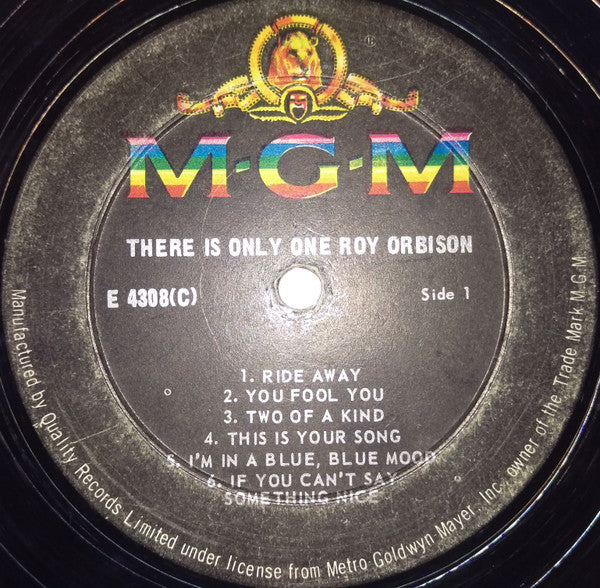 M·G·M
THERE IS ONLY ONE ROY ORBISON
E 4308(C)
Side 1
1. RIDE AWAY
2. YOU FOOL YOU
3. TWO OF A KIND
4. THIS IS YOUR SONG
5. I'M IN A BLUE, BLUE MOOD
6. IF YOU CAN'T SAY
SOMETHING NICE
Manufactured by Quality Records Limited under license from Metro Goldwyn Mayer, Inc., owner of the Trade Mark M.G.M